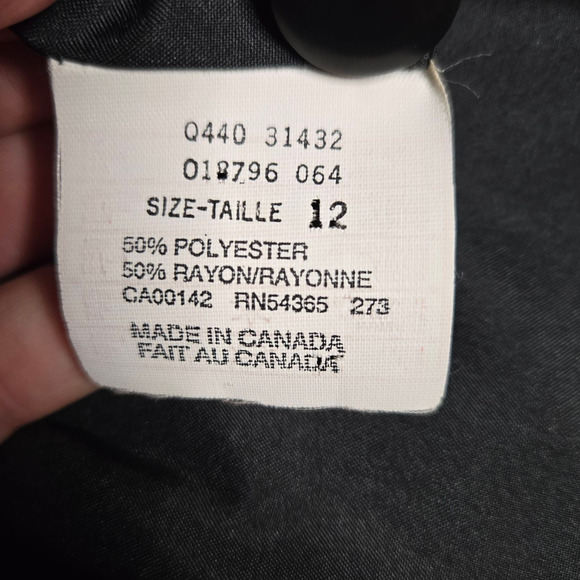 Q440 31432
018796 064
SIZE-TAILLE 12
50% POLYESTER
50% RAYON/RAYONNE
CA00142 RN54365 273
MADE IN CANADA
FAIT AU CANADA